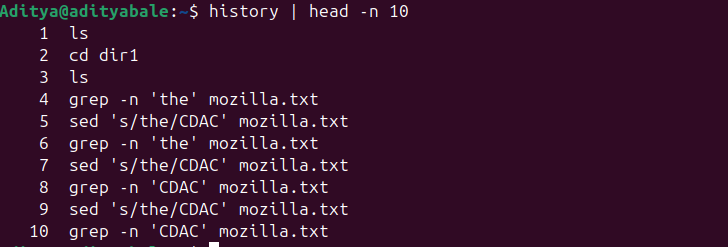 Aditya@adityabale:~$ history | head -n 10
1 ls
2 cd dir1
3 ls
4 grep -n 'the' mozilla.txt
5 sed 's/the/CDAC' mozilla.txt
6 grep -n 'the' mozilla.txt
7 sed 's/the/CDAC' mozilla.txt
8 grep -n 'CDAC' mozilla.txt
9 sed 's/the/CDAC' mozilla.txt
10 grep -n 'CDAC' mozilla.txt